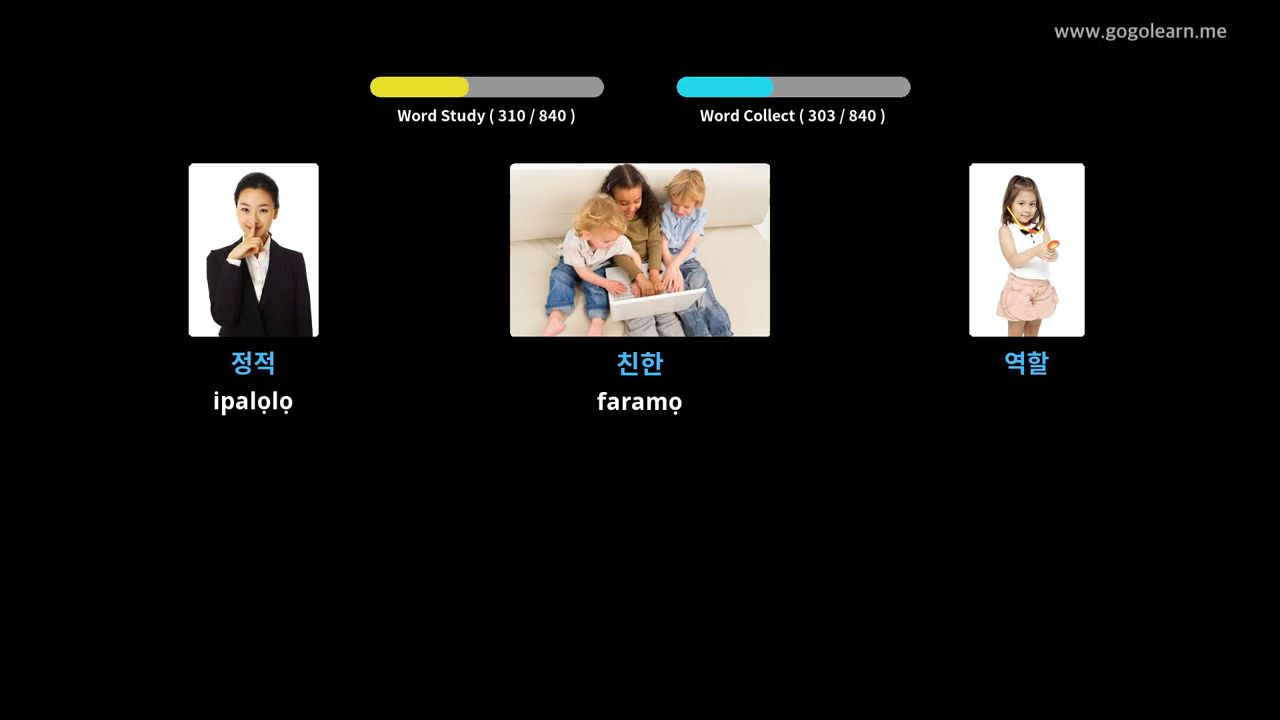 www.gogolearn.me
Word Study ( 310 / 840 )
Word Collect ( 303 / 840 )
정적
친한
역할
ipalọlọ
faramọ